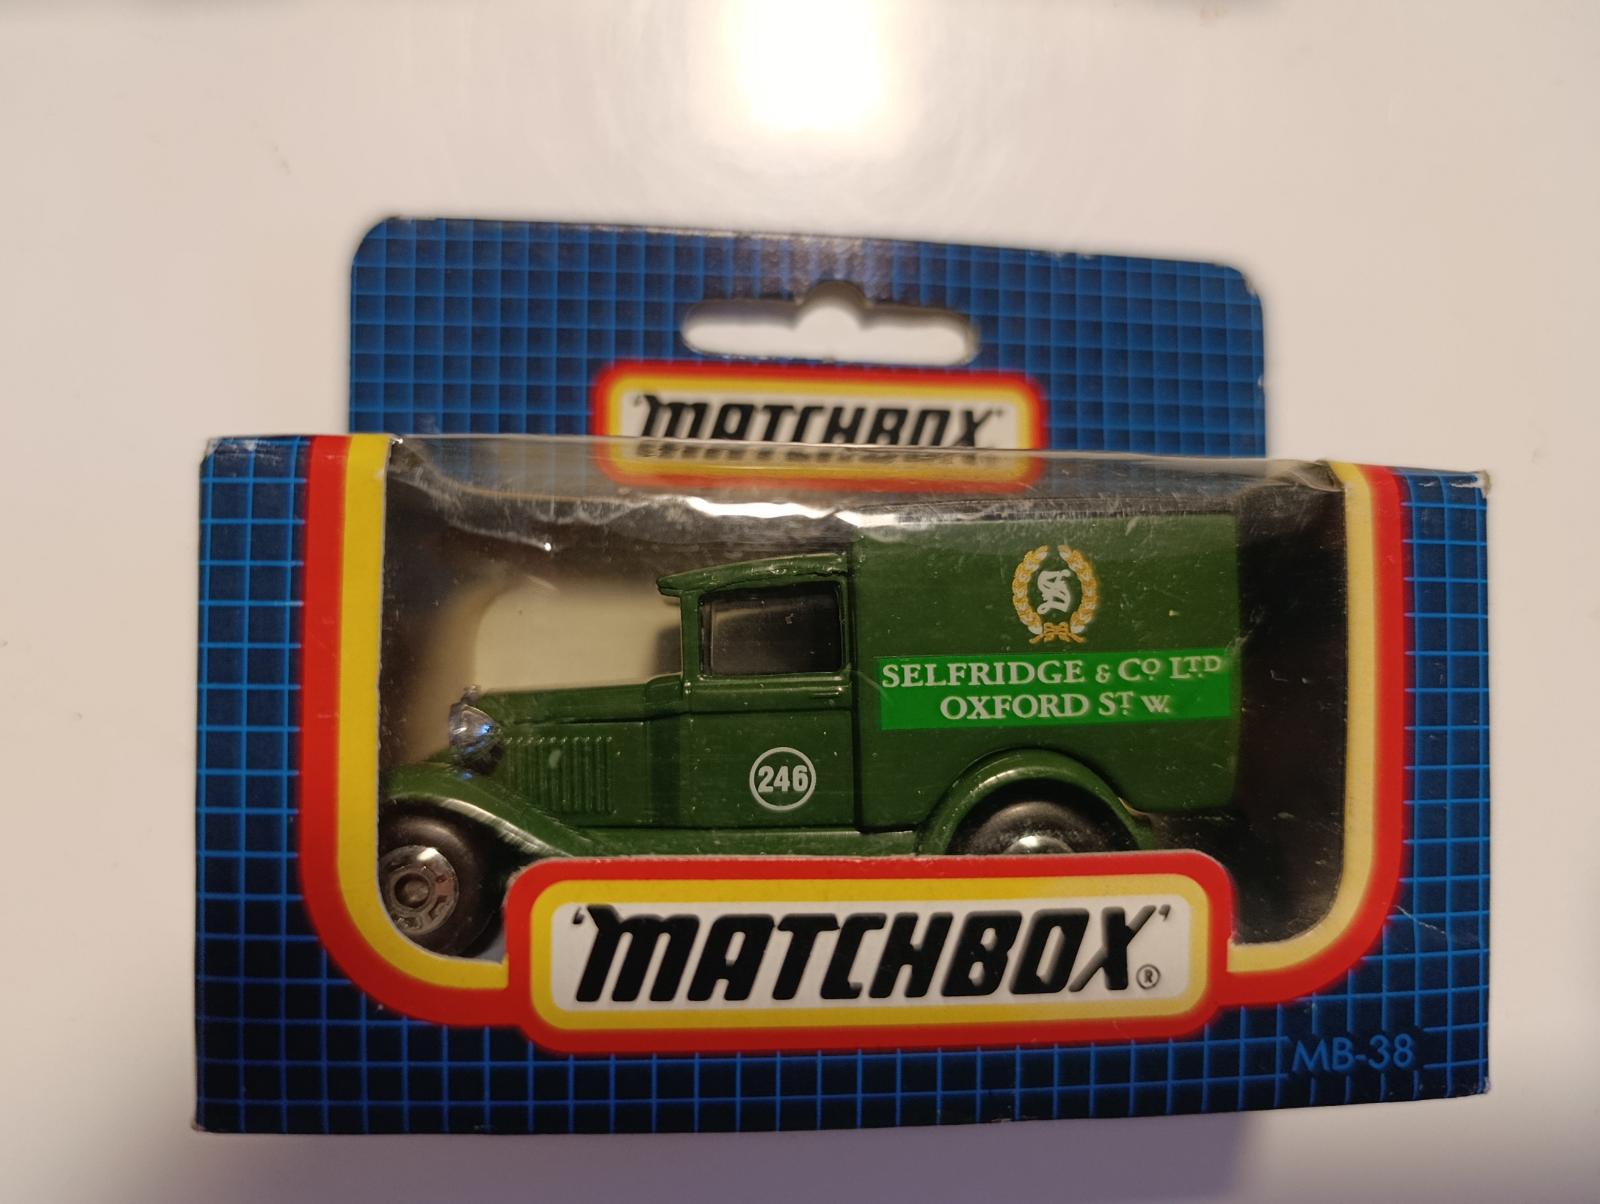 'MATCHBOX'
SELFRIDGE & Cº LTD
OXFORD ST W.
246
'MATCHBOX'®
MB-38